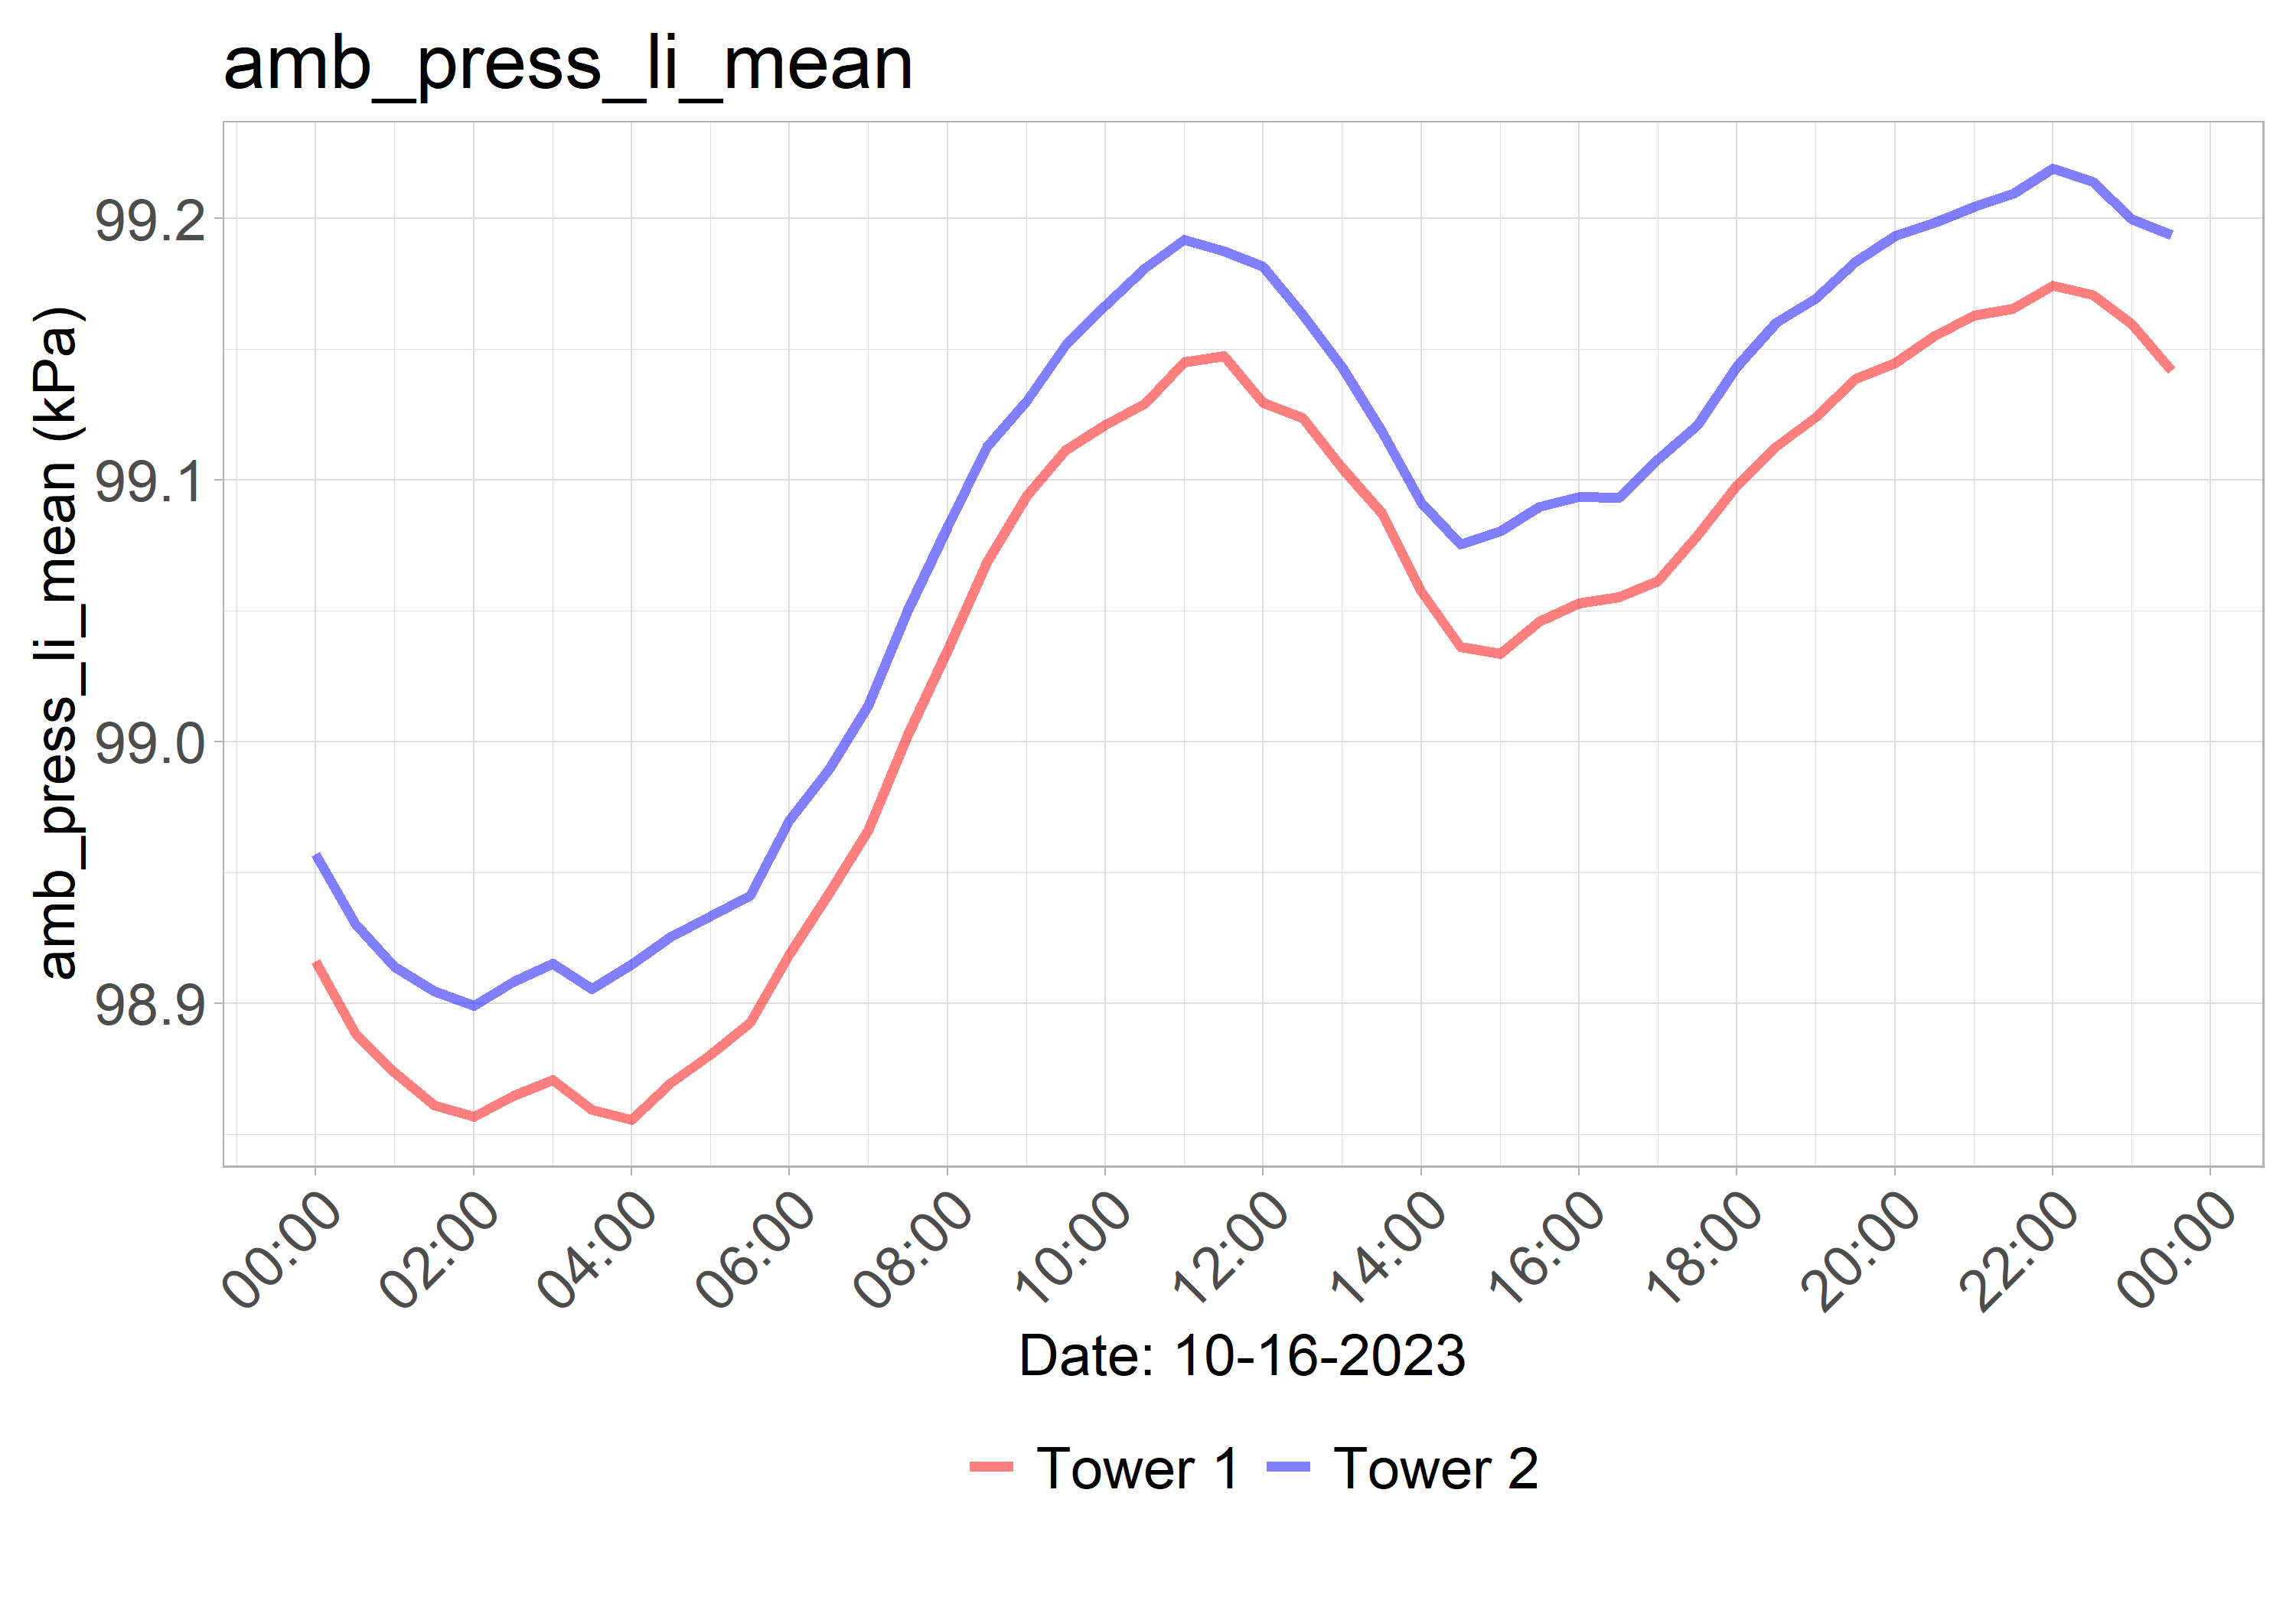 amb_press_li_mean
amb_press_li_mean (kPa)
99.2
99.1
99.0
98.9
00:00 02:00 04:00 06:00 08:00 10:00 12:00 14:00 16:00 18:00 20:00 22:00 00:00
Date: 10-16-2023
Tower 1 Tower 2